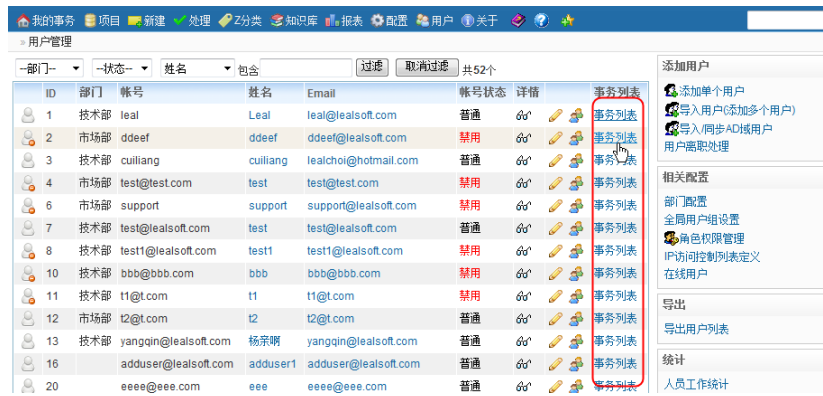 我的事务 项目 新建 处理 Z分类 知识库 报表 配置 用户 关于
» 用户管理
--部门-- --状态-- 姓名 包含 过滤 取消过滤 共52个
ID 部门 帐号 姓名 Email 帐号状态 详情 事务列表
1 技术部 leal Leal leal@lealsoft.com 普通 事务列表
2 市场部 ddeef ddeef ddeef@lealsoft.com 禁用 事务列表
3 技术部 cuiliang cuiliang lealchoi@hotmail.com 普通 事务列表
4 市场部 test@test.com test test@test.com 禁用 事务列表
6 市场部 support support support@lealsoft.com 禁用 事务列表
7 技术部 test@lealsoft.com test test@lealsoft.com 普通 事务列表
8 技术部 test1@lealsoft.com test1 test1@lealsoft.com 禁用 事务列表
10 技术部 bbb@bbb.com bbb bbb@bbb.com 禁用 事务列表
11 技术部 t1@t.com t1 t1@t.com 禁用 事务列表
12 市场部 t2@t.com t2 t2@t.com 普通 事务列表
13 技术部 yangqin@lealsoft.com 杨亲啊 yangqin@lealsoft.com 普通 事务列表
16 adduser@lealsoft.com adduser1 adduser@lealsoft.com 普通 事务列表
20 eeee@eee.com eee eeee@eee.com 普通 事务列表
添加用户
添加单个用户
导入用户(添加多个用户)
导入/同步AD域用户
用户离职处理
相关配置
部门配置
全局用户组设置
角色权限管理
IP访问控制列表定义
在线用户
导出
导出用户列表
统计
人员工作统计